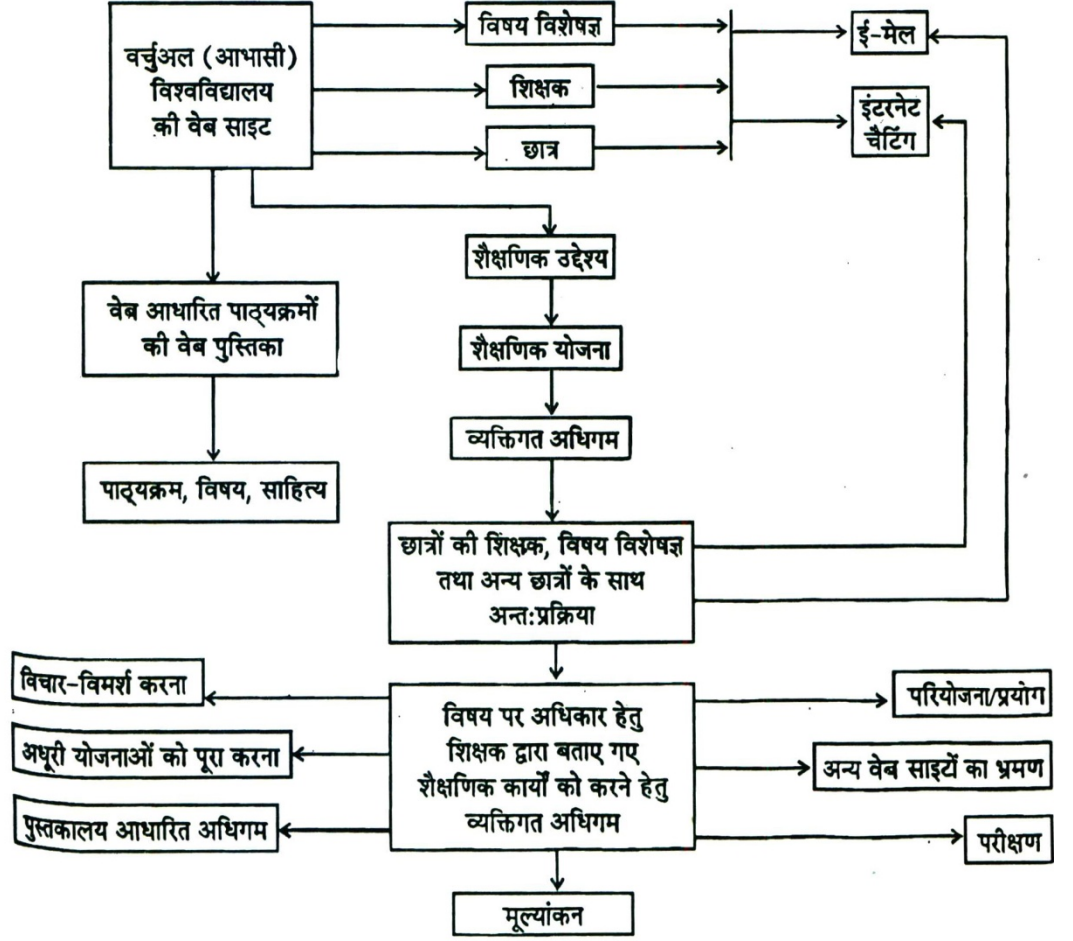 वर्चुअल (आभासी)
विश्वविद्यालय
की वेब साइट
विषय विशेषज्ञ
शिक्षक
छात्र
ई-मेल
इंटरनेट
चैटिंग
शैक्षणिक उद्देश्य
वेब आधारित पाठ्यक्रमों
की वेब पुस्तिका
शैक्षणिक योजना
व्यक्तिगत अधिगम
पाठ्यक्रम, विषय, साहित्य
छात्रों की शिक्षक, विषय विशेषज्ञ
तथा अन्य छात्रों के साथ
अन्त:प्रक्रिया
विचार-विमर्श करना
अधूरी योजनाओं को पूरा करना
पुस्तकालय आधारित अधिगम
विषय पर अधिकार हेतु
शिक्षक द्वारा बताए गए
शैक्षणिक कार्यों को करने हेतु
व्यक्तिगत अधिगम
परियोजना/प्रयोग
अन्य वेब साइटों का भ्रमण
परीक्षण
मूल्यांकन